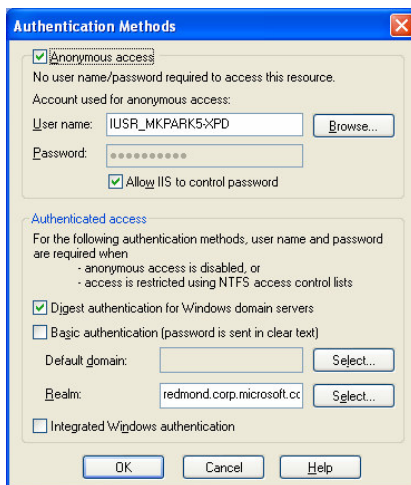 Authentication Methods
Anonymous access
No user name/password required to access this resource.
Account used for anonymous access:
User name: IUSR_MKPARK5-XPD Browse...
Password: ••••••••••
Allow IIS to control password
Authenticated access
For the following authentication methods, user name and password
are required when
- anonymous access is disabled, or
- access is restricted using NTFS access control lists
Digest authentication for Windows domain servers
Basic authentication (password is sent in clear text)
Default domain: Select...
Realm: redmond.corp.microsoft.cc Select...
Integrated Windows authentication
OK Cancel Help